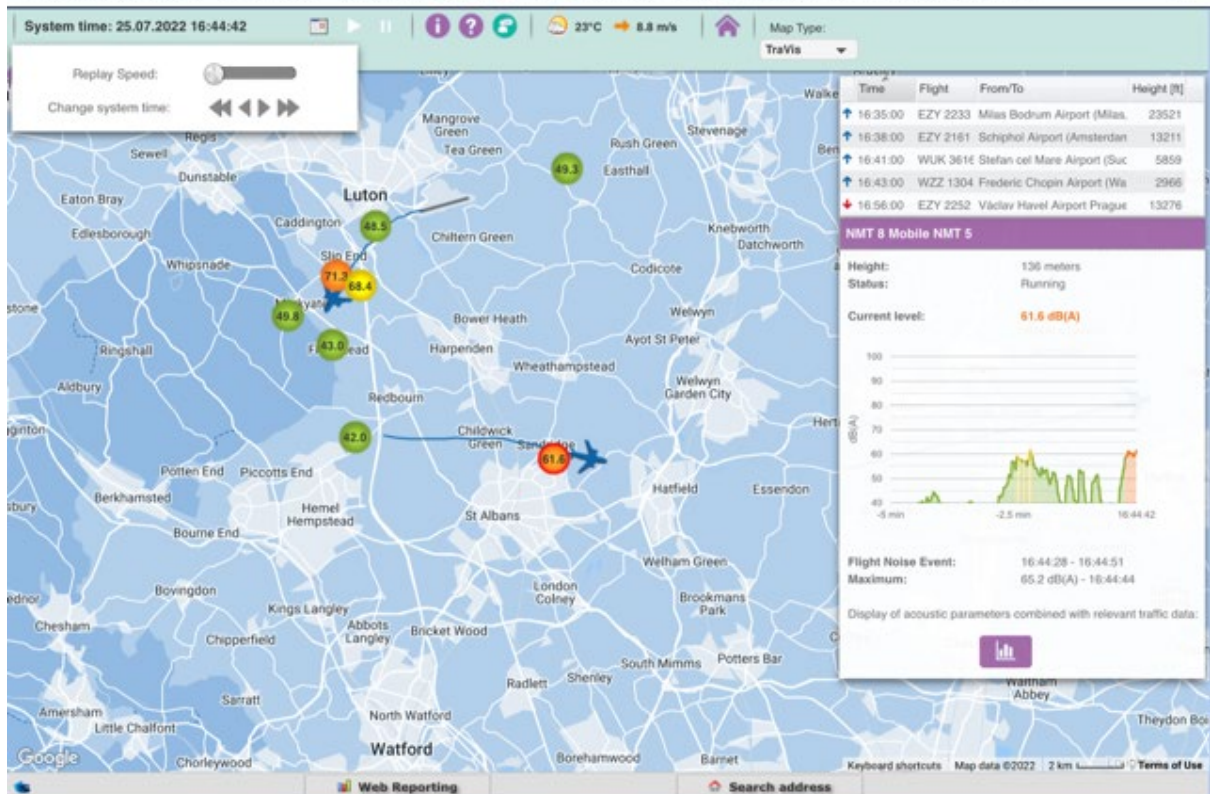 System time: 25.07.2022 16:44:42
23°C
8.8 m/s
Map Type:
TraVis
Replay Speed:
Change system time:
Time Flight From/To Height [ft]
16:35:00 EZY 2233 Milas Bodrum Airport (Milas, 23521
16:38:00 EZY 2161 Schiphol Airport (Amsterdan 13211
16:41:00 WUK 3616 Stefan cel Mare Airport (Suc 5859
16:43:00 WZZ 1304 Frederic Chopin Airport (Wa 2966
16:56:00 EZY 2252 Václav Havel Airport Prague 13276
NMT 8 Mobile NMT 5
Height: 136 meters
Status: Running
Current level: 61.6 dB(A)
100
90
80
70
60
50
40
dB(A)
-5 min -2.5 min 16:44:42
Flight Noise Event: 16:44:28 - 16:44:51
Maximum: 65.2 dB(A) - 16:44:44
Display of acoustic parameters combined with relevant traffic data:
Mangrove
Green
Stevenage
Regis
Tea Green
Rush Green
Sewell
49.3
Easthall
Dunstable
Luton
Eaton Bray
Caddington
48.5
Knebworth
Edlesborough
Chiltern Green
Datchworth
Slip End
Whipsnade
71.3
68.4
Codicote
49.8
Bower Heath
Welwyn
Ringshall
43.0
Harpenden
Ayot St Peter
Wheathampstead
Aldbury
Redbourn
Welwyn
Garden City
42.0
Childwick
Green
Sandridge
61.6
Potten End
Piccotts End
Berkhamsted
Hatfield
Essendon
Hemel
Hempstead
St Albans
Bourne End
Welham Green
Bovingdon
London
Colney
Brookmans
Park
Kings Langley
Chesham
Chipperfield
Abbots
Langley
Bricket Wood
South Mimms
Potters Bar
Radlett
Shenley
Waltham
Abbey
Sarratt
Amersham
Little Chalfont
North Watford
Theydon Boi
Watford
Google
Chorleywood
Borehamwood
Barnet
Keyboard shortcuts
Map data ©2022
2 km
Terms of Use
Web Reporting
Search address